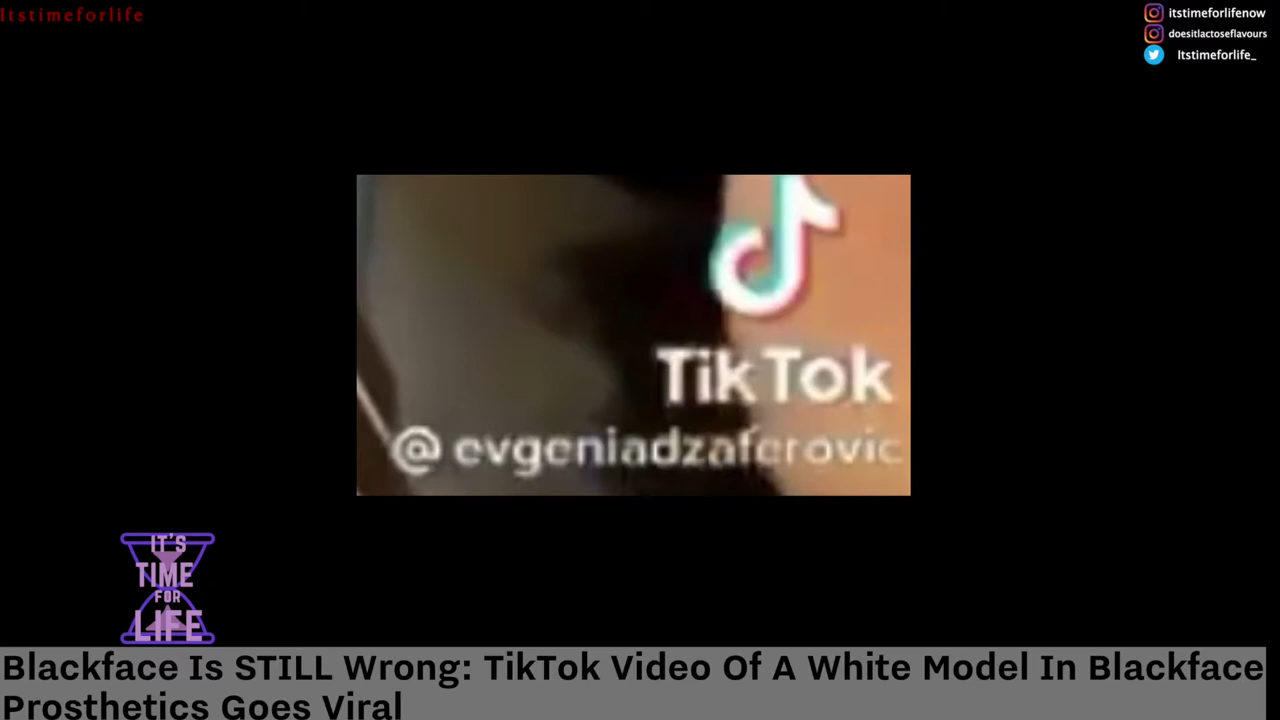 Itstimeforlife
itstimeforlifenow
doesitlactoseflavours
Itstimeforlife_
TikTok
@evgeniadzaferovic
IT'S
TIME
FOR
LIFE
Blackface Is STILL Wrong: TikTok Video Of A White Model In Blackface
Prosthetics Goes Viral